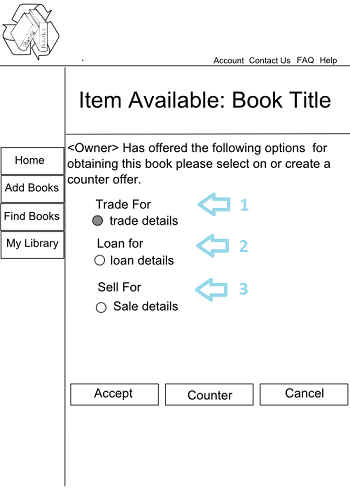 Account Contact Us FAQ Help
Item Available: Book Title
Home
Add Books
Find Books
My Library
<Owner> Has offered the following options for
obtaining this book please select on or create a
counter offer.
Trade For
1
trade details
Loan for
2
loan details
Sell For
3
Sale details
Accept
Counter
Cancel